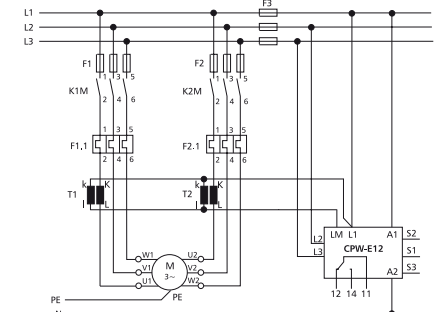 F3
L1
L2
L3
F1 F2
1 3 5 1 3 5
K1M K2M
2 4 6 2 4 6
1 3 5 1 3 5
F1.1 F2.1
2 4 6 2 4 6
k K k K
T1 T2
l L l L
LM L1 A1 S2
L2 CPW-E12 S1
L3
A2 S3
12 14 11
W1 M U2
V1 3~ V2
U1 W2
PE PE